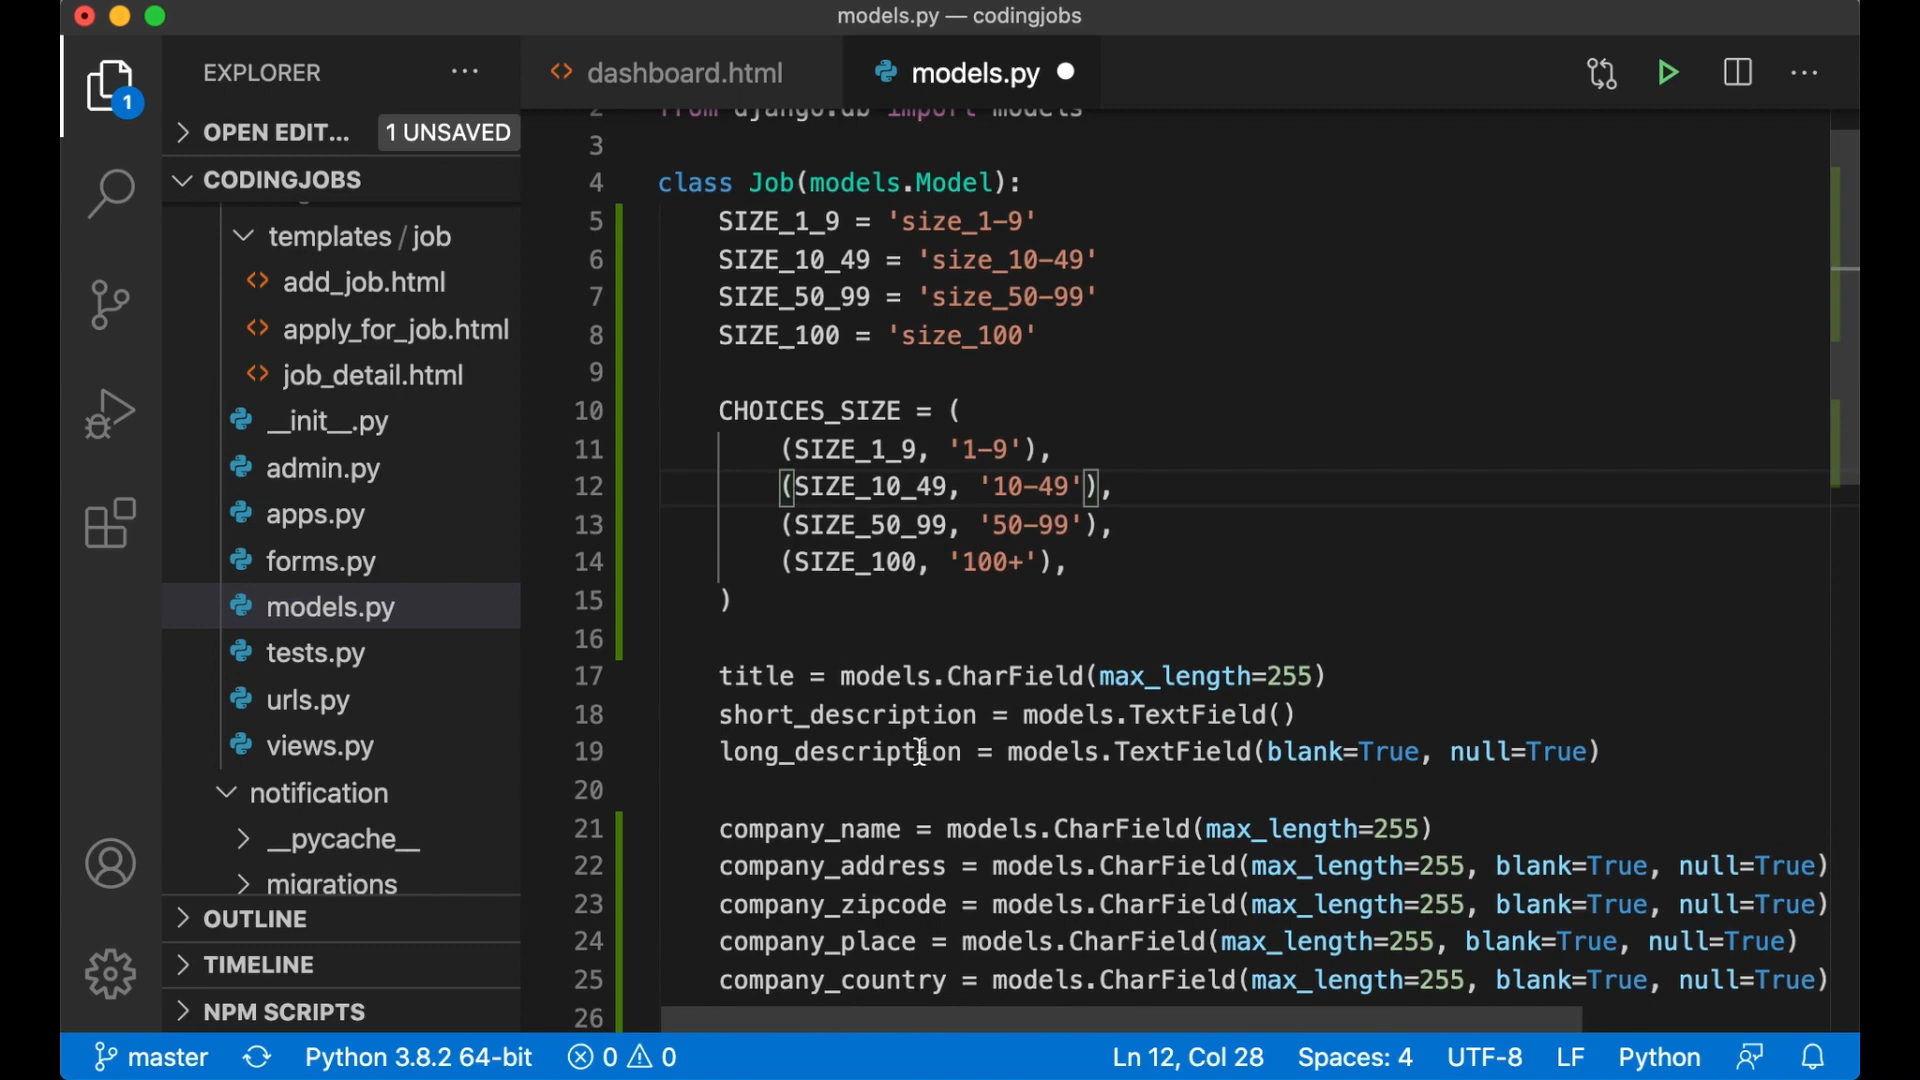 models.py — codingjobs
EXPLORER
dashboard.html
models.py
1
OPEN EDIT...
1 UNSAVED
CODINGJOBS
templates / job
add_job.html
apply_for_job.html
job_detail.html
__init__.py
admin.py
apps.py
forms.py
models.py
tests.py
urls.py
views.py
notification
__pycache__
migrations
OUTLINE
TIMELINE
NPM SCRIPTS
2 from django.db import models
3
4 class Job(models.Model):
5 SIZE_1_9 = 'size_1-9'
6 SIZE_10_49 = 'size_10-49'
7 SIZE_50_99 = 'size_50-99'
8 SIZE_100 = 'size_100'
9
10 CHOICES_SIZE = (
11 (SIZE_1_9, '1-9'),
12 (SIZE_10_49, '10-49'),
13 (SIZE_50_99, '50-99'),
14 (SIZE_100, '100+'),
15 )
16
17 title = models.CharField(max_length=255)
18 short_description = models.TextField()
19 long_description = models.TextField(blank=True, null=True)
20
21 company_name = models.CharField(max_length=255)
22 company_address = models.CharField(max_length=255, blank=True, null=True)
23 company_zipcode = models.CharField(max_length=255, blank=True, null=True)
24 company_place = models.CharField(max_length=255, blank=True, null=True)
25 company_country = models.CharField(max_length=255, blank=True, null=True)
26
master
Python 3.8.2 64-bit
0
0
Ln 12, Col 28
Spaces: 4
UTF-8
LF
Python